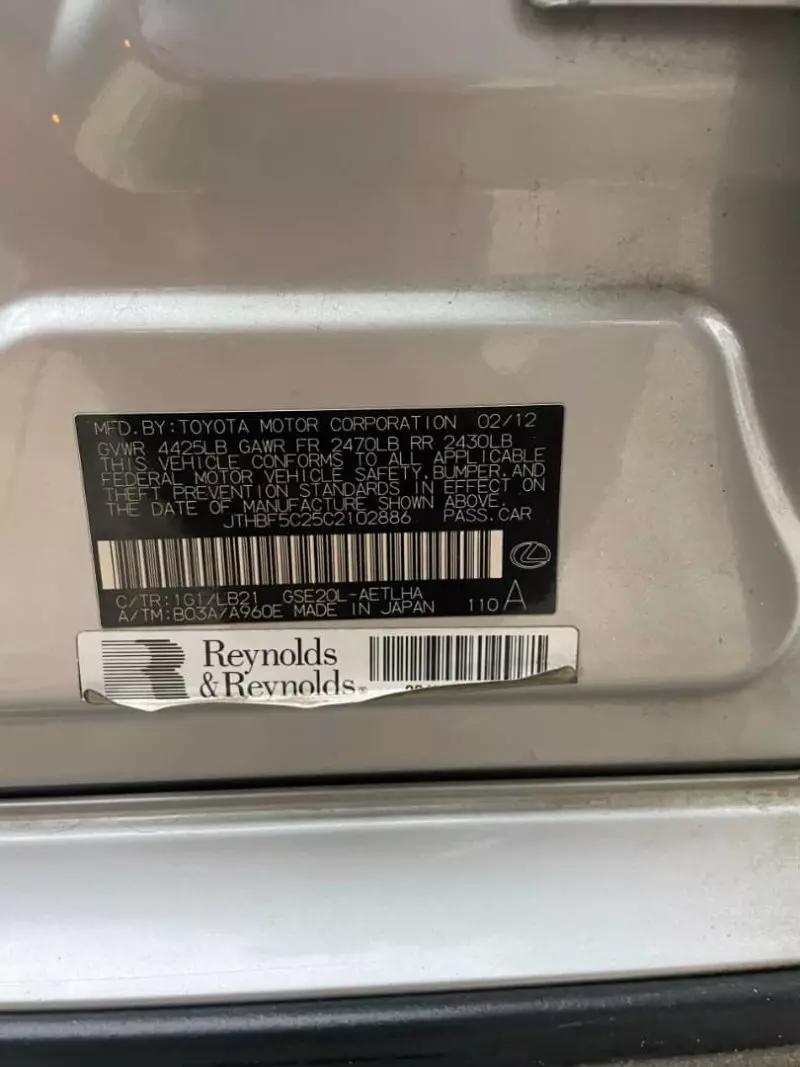 MFD.BY:TOYOTA MOTOR CORPORATION 02/12
GVWR 4425LB GAWR FR 2470LB RR 2430LB
THIS VEHICLE CONFORMS TO ALL APPLICABLE
FEDERAL MOTOR VEHICLE SAFETY,BUMPER,AND
THEFT PREVENTION STANDARDS IN EFFECT ON
THE DATE OF MANUFACTURE SHOWN ABOVE.
JTHBF5C25C2102886 PASS.CAR
C/TR:1G1/LB21 GSE20L-AETLHA
A/TM:B03A/A960E MADE IN JAPAN 110 A
Reynolds
& Reynolds®